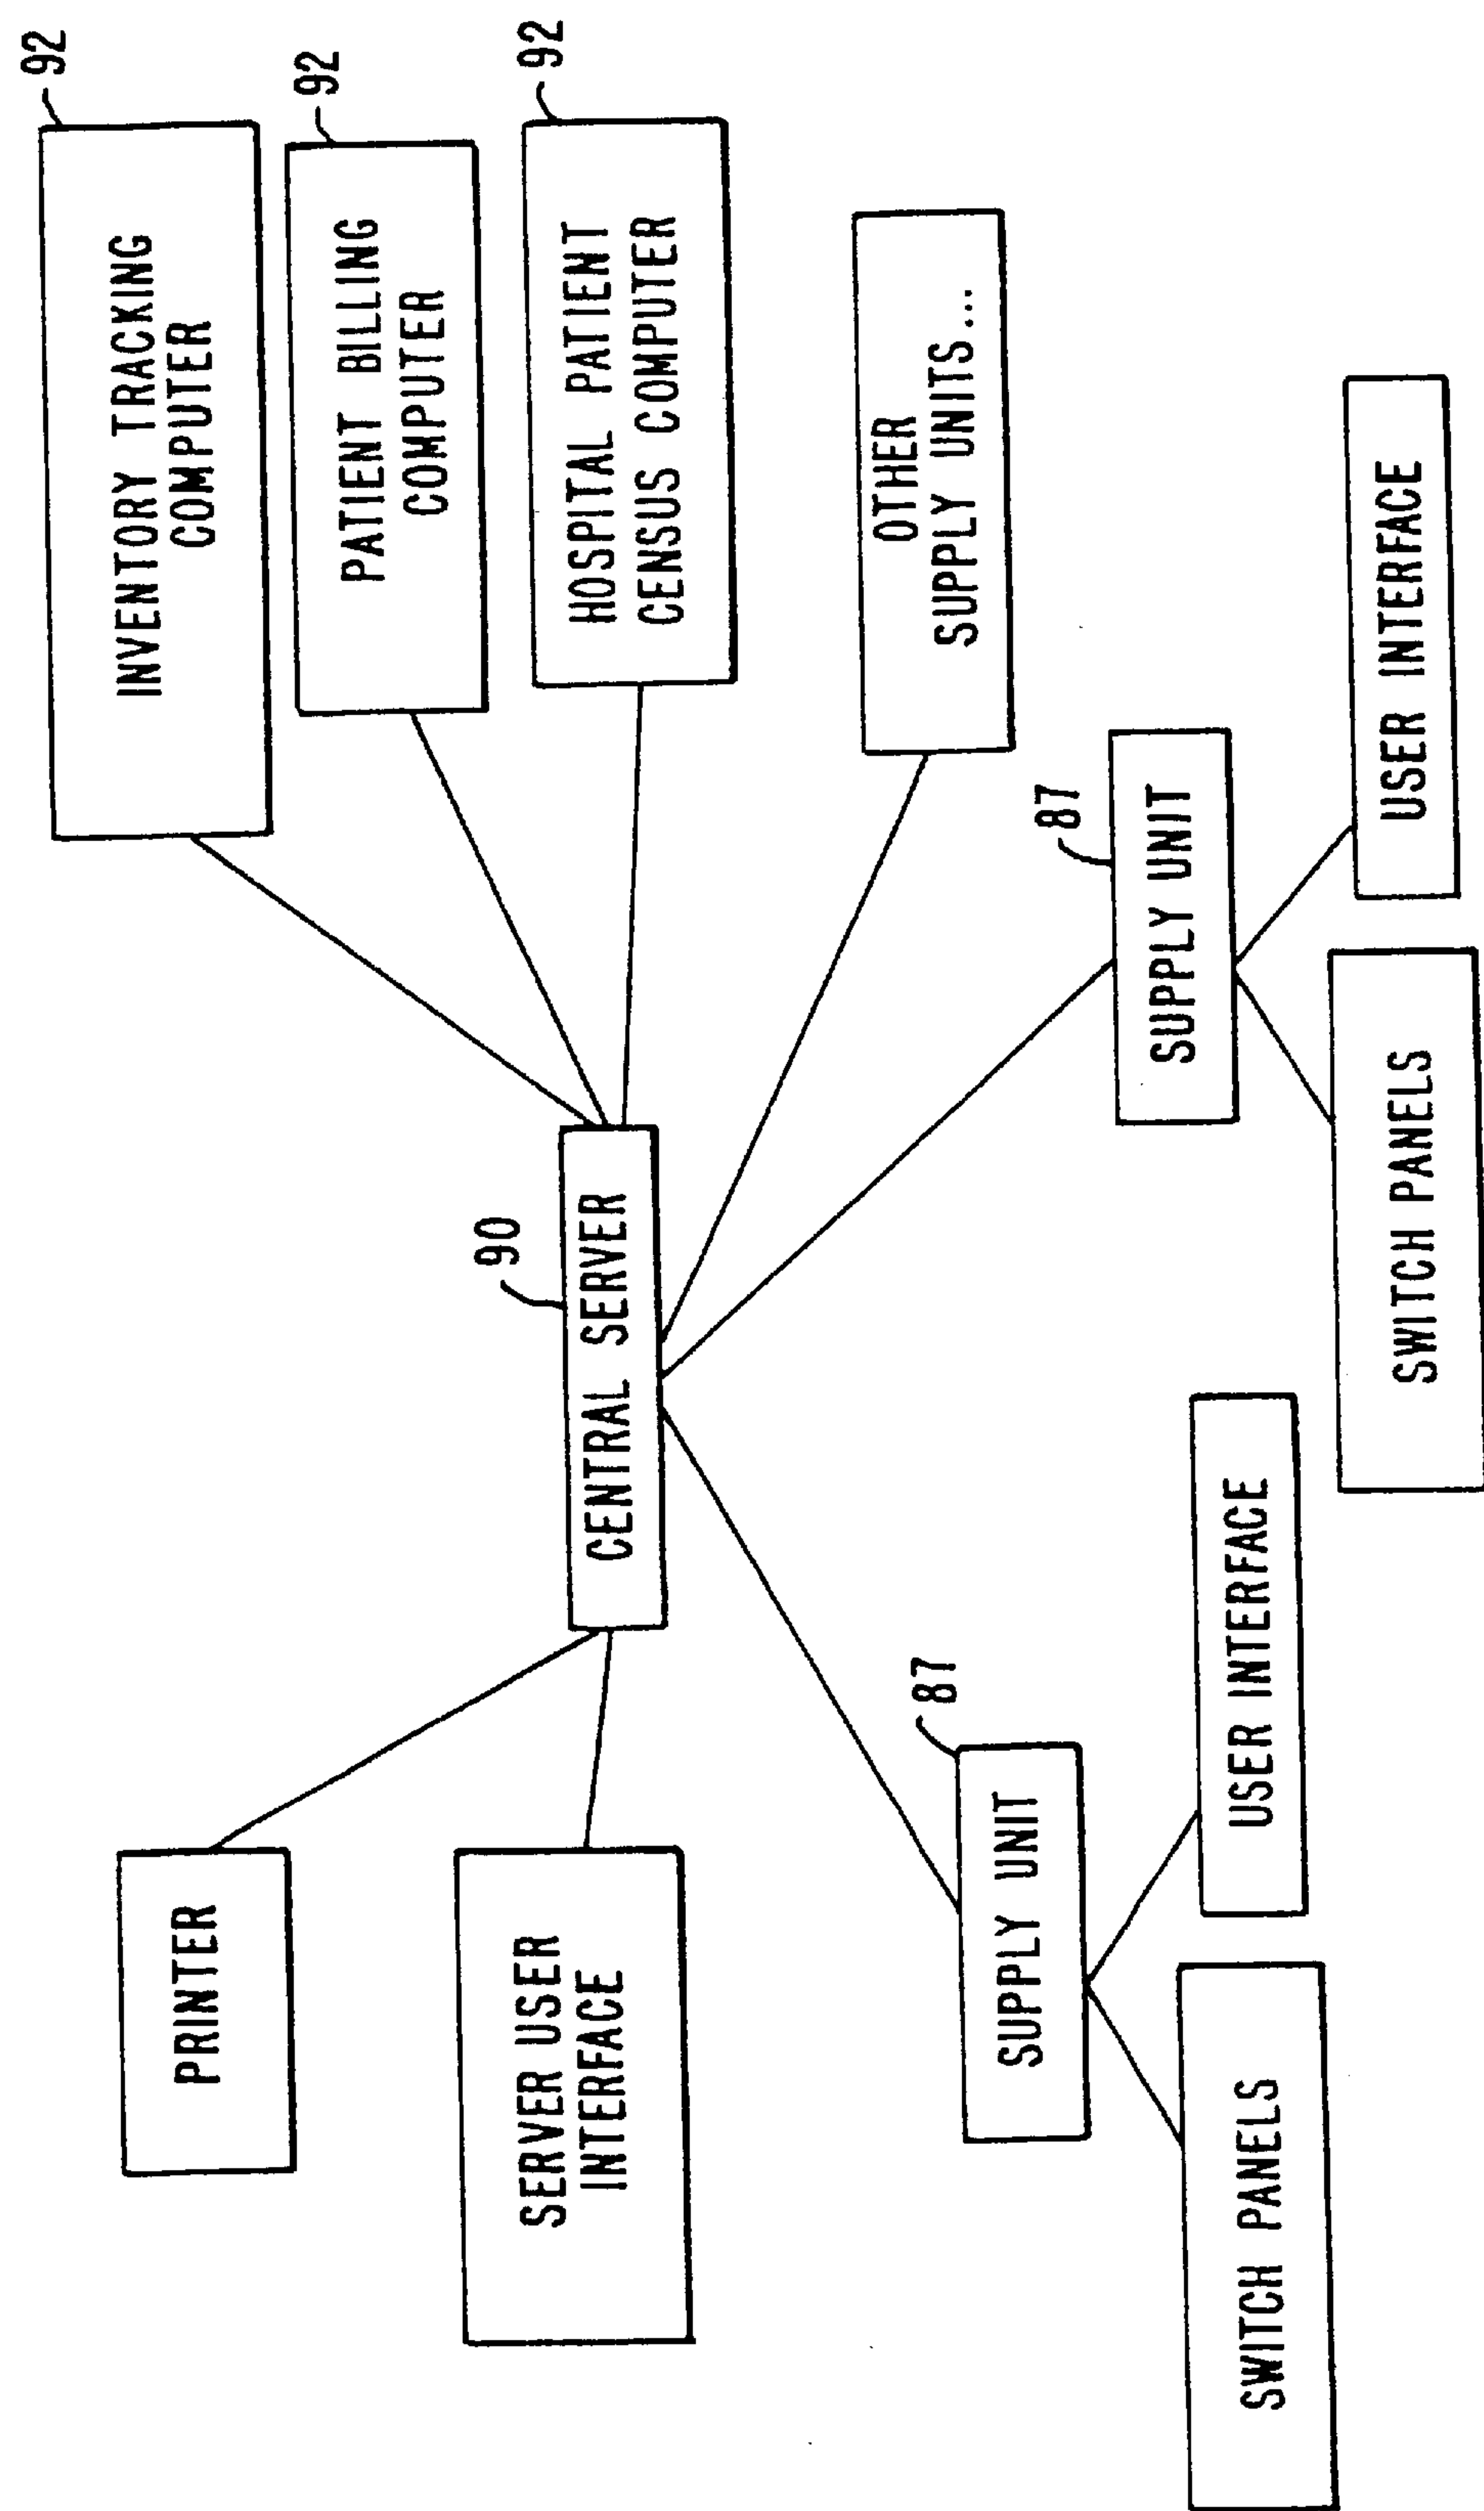 92
INVENTORY TRACKING
COMPUTER
PRINTER
92
PATIENT BILLING
COMPUTER
92
HOSPITAL PATIENT
CENSUS COMPUTER
SERVER USER
INTERFACE
90
CENTRAL SERVER
OTHER
SUPPLY UNITS...
87
SUPPLY UNIT
87
SUPPLY UNIT
SWITCH PANELS
USER INTERFACE
SWITCH PANELS
USER INTERFACE